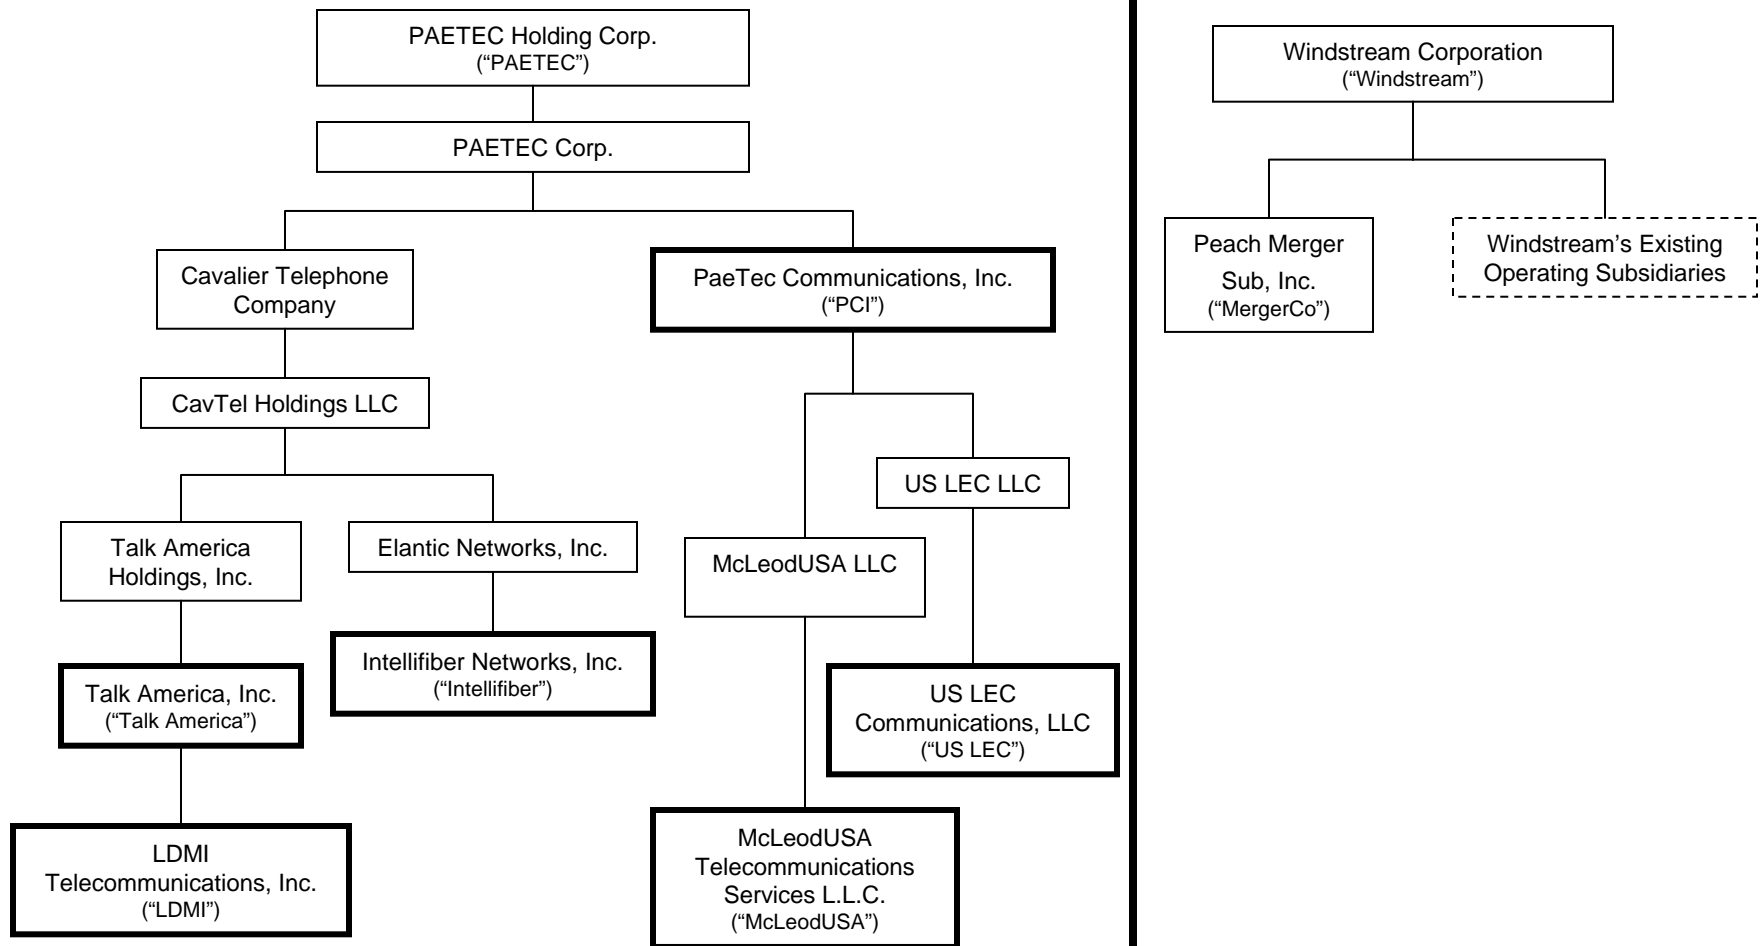 PAETEC Holding Corp.
(“PAETEC”)
PAETEC Corp.
Cavalier Telephone
Company
PaeTec Communications, Inc.
(“PCI”)
CavTel Holdings LLC
US LEC LLC
Talk America
Holdings, Inc.
Elantic Networks, Inc.
McLeodUSA LLC
Intellifiber Networks, Inc.
(“Intellifiber”)
Talk America, Inc.
(“Talk America”)
US LEC
Communications, LLC
(“US LEC”)
LDMI
Telecommunications, Inc.
(“LDMI”)
McLeodUSA
Telecommunications
Services L.L.C.
(“McLeodUSA”)
Windstream Corporation
(“Windstream”)
Peach Merger
Sub, Inc.
(“MergerCo”)
Windstream’s Existing
Operating Subsidiaries